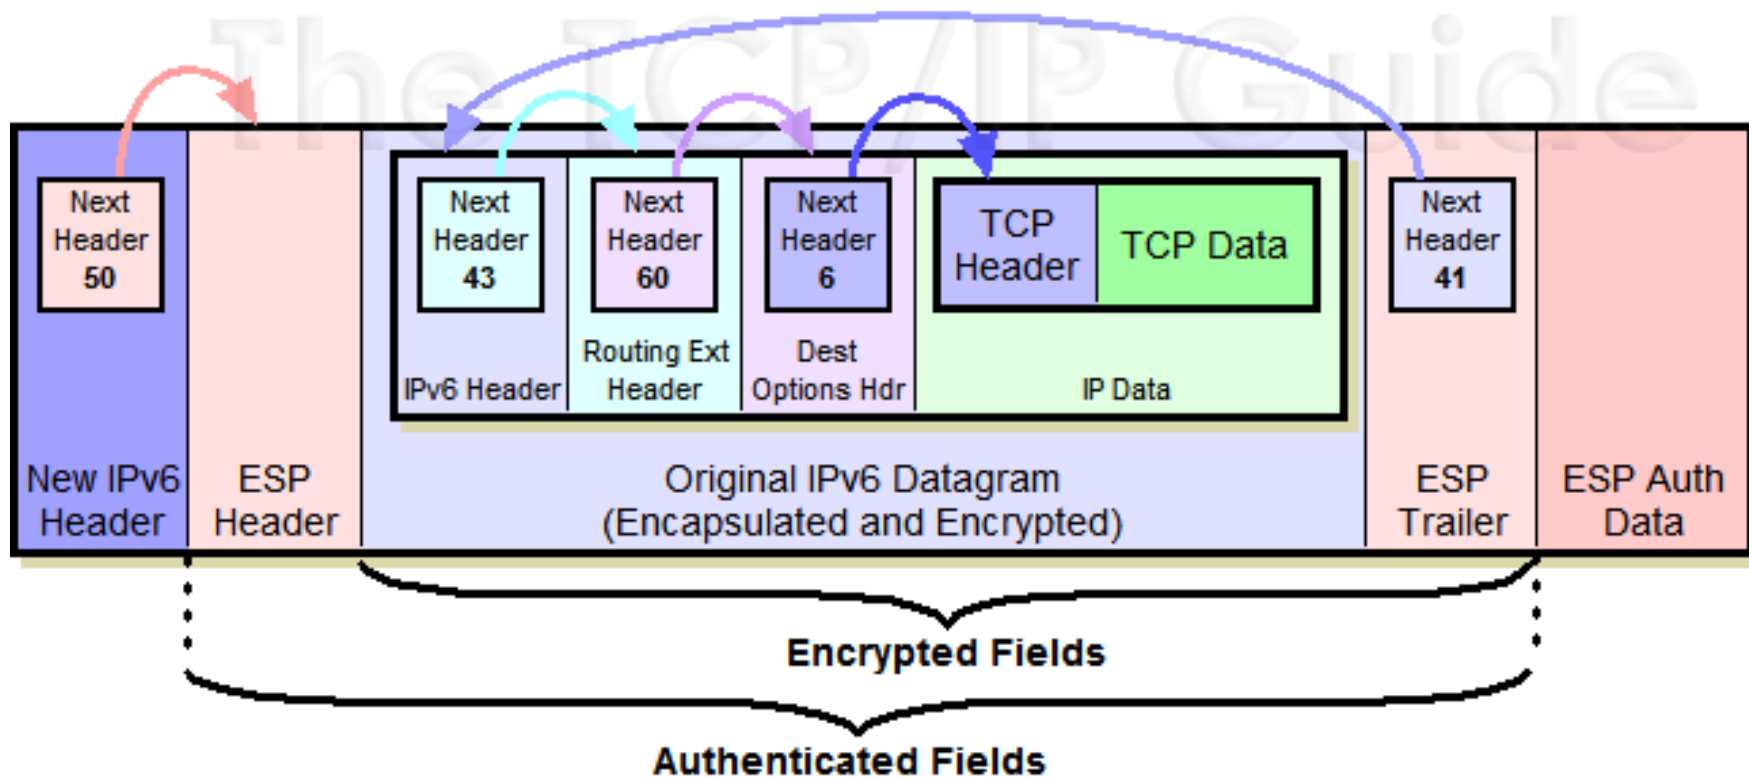 The TCP/IP Guide
Next
Header
50
Next
Header
43
Next
Header
60
Next
Header
6
TCP
Header
TCP Data
Next
Header
41
IPv6 Header
Routing Ext
Header
Dest
Options Hdr
IP Data
New IPv6
Header
ESP
Header
Original IPv6 Datagram
(Encapsulated and Encrypted)
ESP
Trailer
ESP Auth
Data
Encrypted Fields
Authenticated Fields